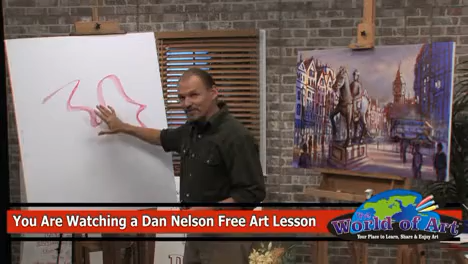 You Are Watching a Dan Nelson Free Art Lesson
The
World of Art
Your Place to Learn, Share & Enjoy Art